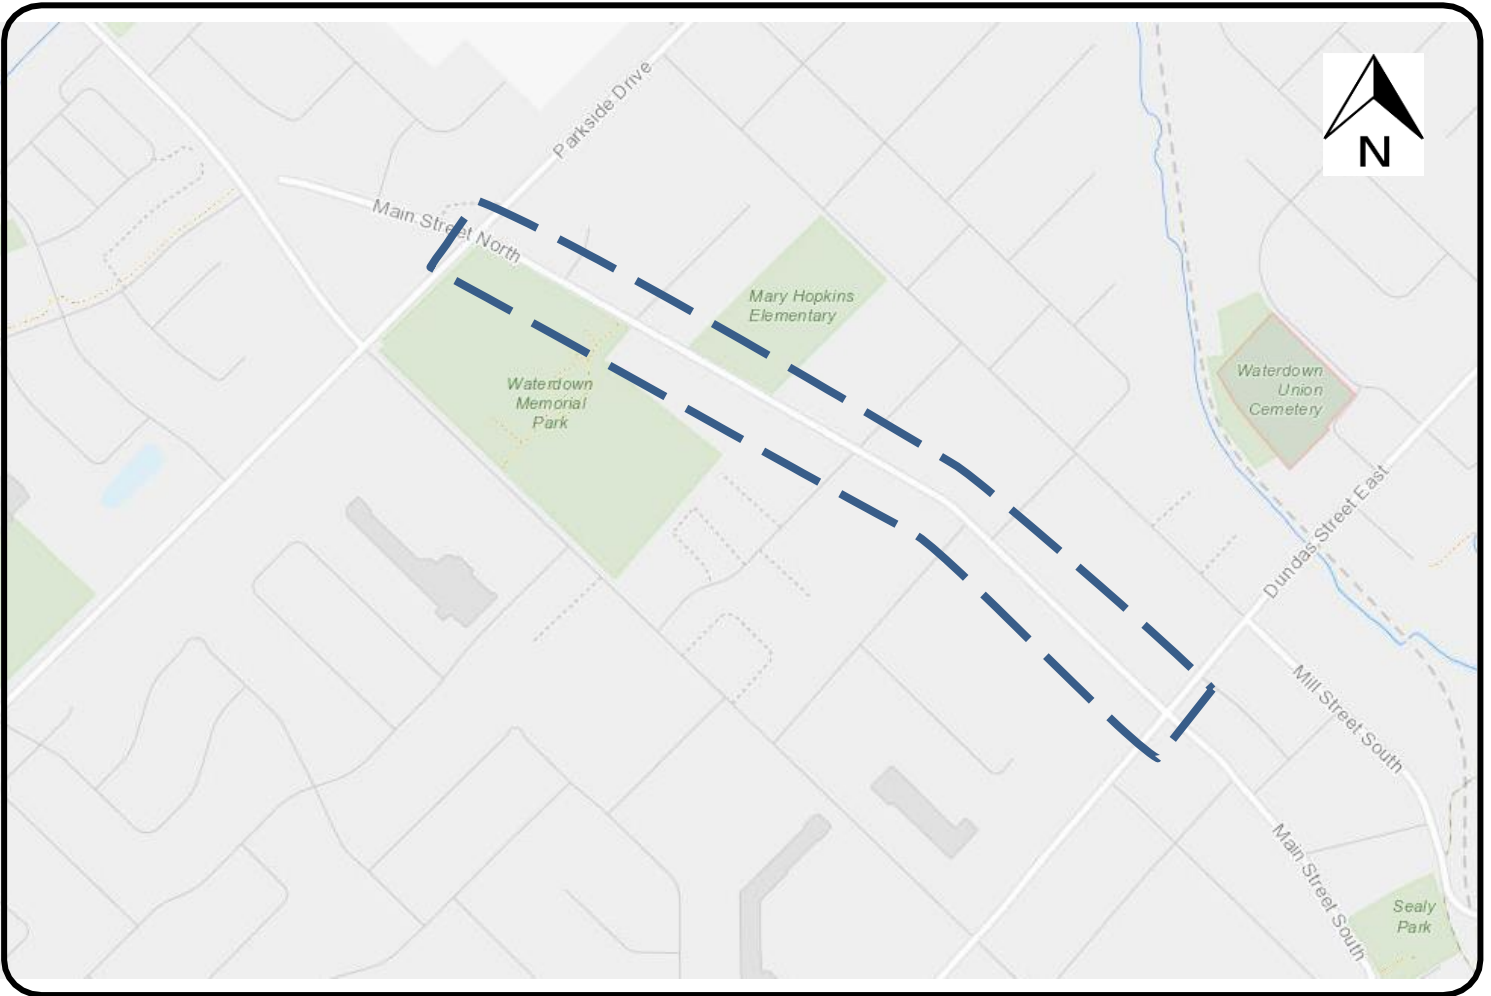 Parkside Drive
N
Main Street North
Mary Hopkins
Elementary
Waterdown
Memorial
Park
Waterdown
Union
Cemetery
Dundas Street East
Mill Street South
Main Street South
Sealy
Park